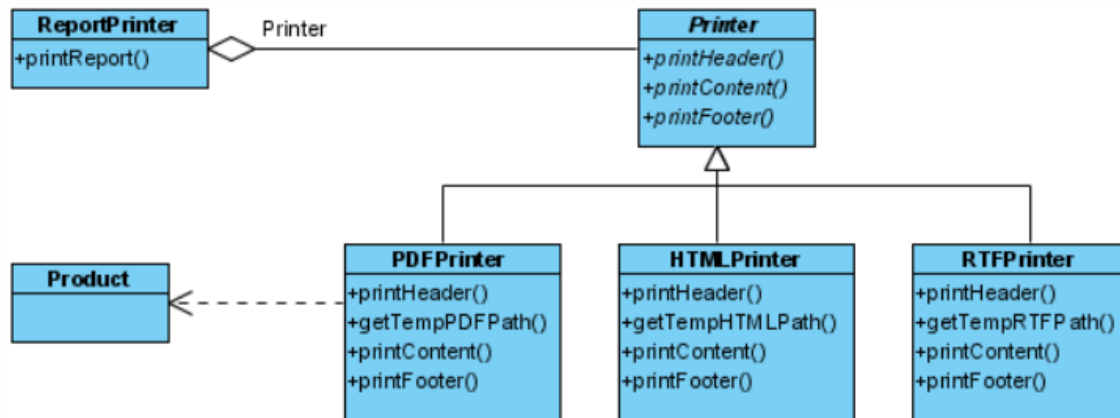 ReportPrinter
+printReport()
Printer
Printer
+printHeader()
+printContent()
+printFooter()
Product
PDFPrinter
+printHeader()
+getTempPDFPath()
+printContent()
+printFooter()
HTMLPrinter
+printHeader()
+getTempHTMLPath()
+printContent()
+printFooter()
RTFPrinter
+printHeader()
+getTempRTFPath()
+printContent()
+printFooter()